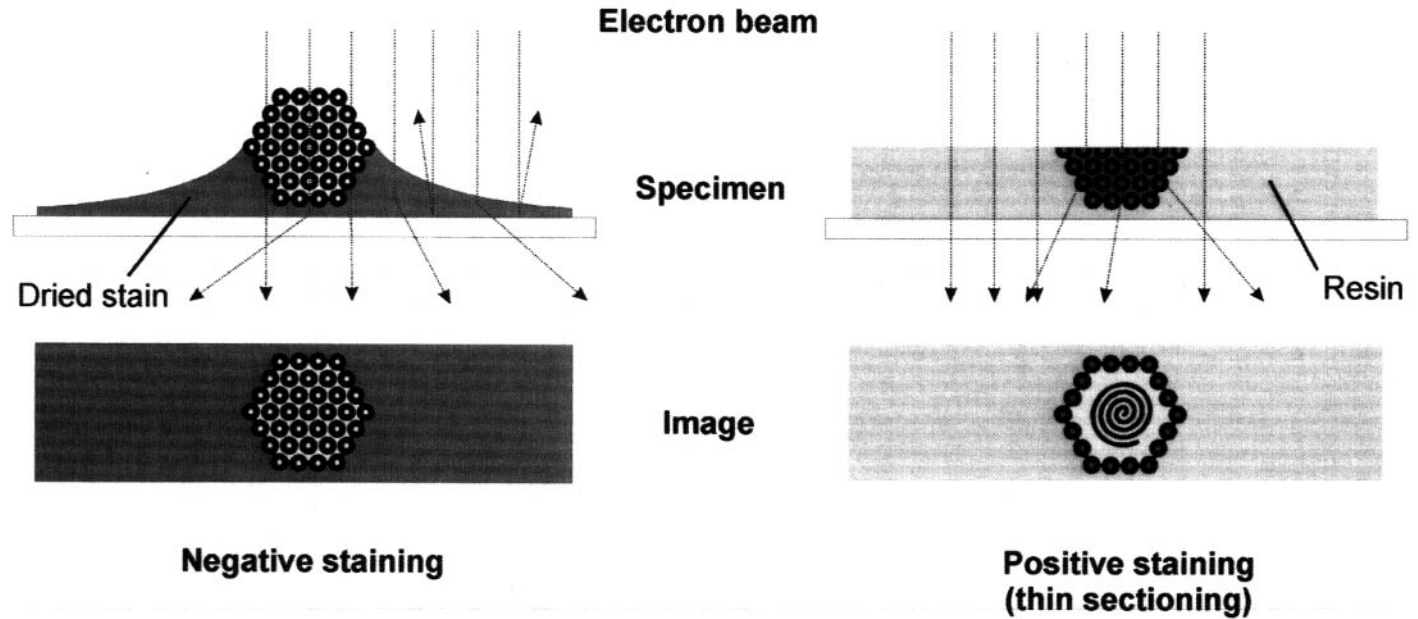 Electron beam
Specimen
Dried stain
Resin
Image
Negative staining
Positive staining
(thin sectioning)